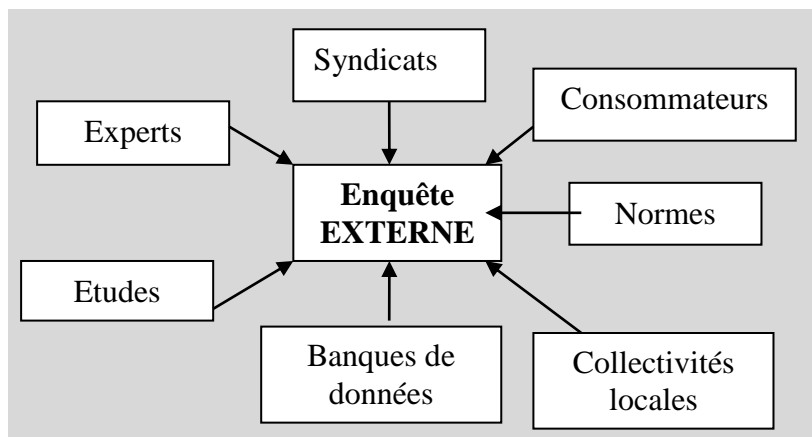 Syndicats
Consommateurs
Experts
Enquête
EXTERNE
Normes
Etudes
Banques de
données
Collectivités
locales